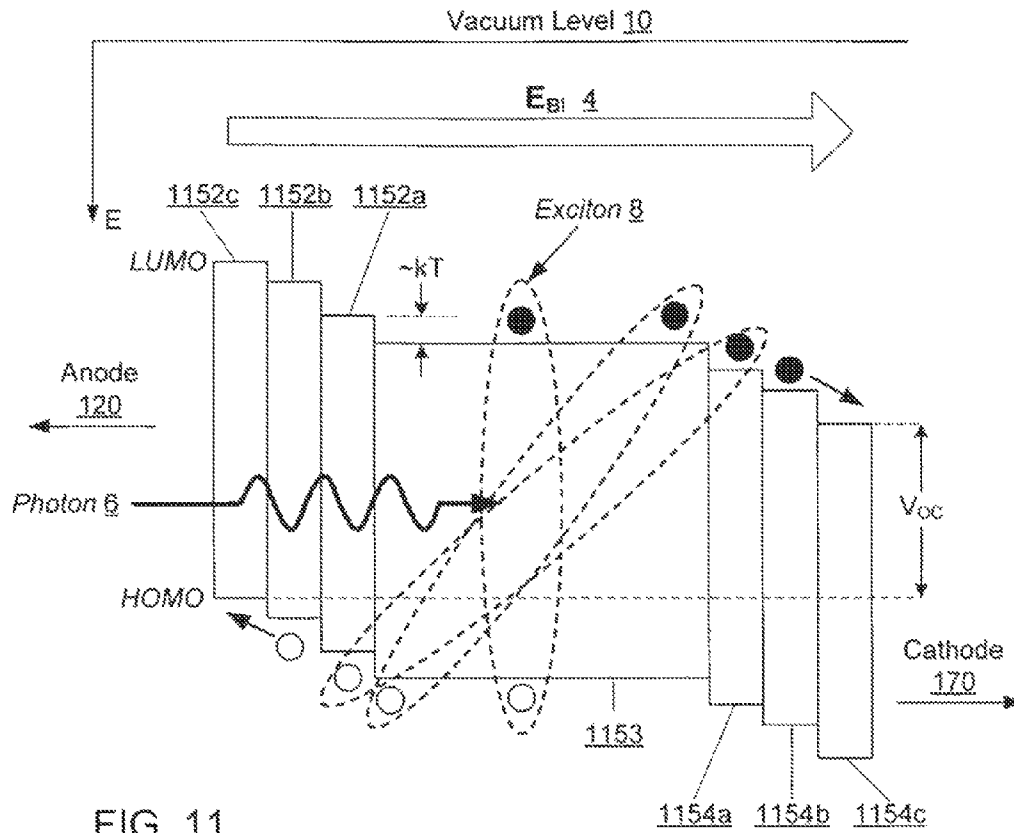 Vacuum Level 10
E_BI 4
1152c 1152b 1152a
Exciton 8
E
LUMO
~kT
Anode
120
Photon 6
V_OC
HOMO
Cathode
170
1153
1154a 1154b 1154c
FIG. 11